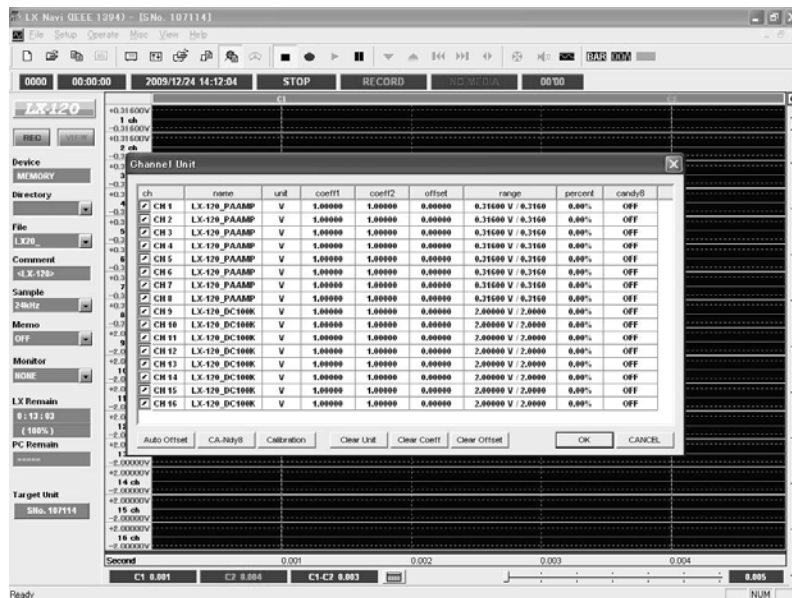 LX Navi (IEEE 1394) - [SNo. 107114]
File Setup Operate Misc View Help
BAR
0000 00:00:00 2009/12/24 14:12:04 STOP RECORD NO MEDIA 00'00
LX-120
REC VIEW
Device
MEMORY
Directory
File
LX20_
Comment
<LX-120>
Sample
24kHz
Memo
OFF
Monitor
NONE
LX Remain
0 : 13 : 03
( 100% )
PC Remain
-----
Target Unit
SNo. 107114
C1
+0.31600V
1 ch
-0.31600V
+0.31600V
2 ch
Channel Unit
ch name unit coeff1 coeff2 offset range percent candy8
CH 1 LX-120_PAAMP V 1.00000 1.00000 0.00000 0.31600 V / 0.3160 0.00% OFF
CH 2 LX-120_PAAMP V 1.00000 1.00000 0.00000 0.31600 V / 0.3160 0.00% OFF
CH 3 LX-120_PAAMP V 1.00000 1.00000 0.00000 0.31600 V / 0.3160 0.00% OFF
CH 4 LX-120_PAAMP V 1.00000 1.00000 0.00000 0.31600 V / 0.3160 0.00% OFF
CH 5 LX-120_PAAMP V 1.00000 1.00000 0.00000 0.31600 V / 0.3160 0.00% OFF
CH 6 LX-120_PAAMP V 1.00000 1.00000 0.00000 0.31600 V / 0.3160 0.00% OFF
CH 7 LX-120_PAAMP V 1.00000 1.00000 0.00000 0.31600 V / 0.3160 0.00% OFF
CH 8 LX-120_PAAMP V 1.00000 1.00000 0.00000 0.31600 V / 0.3160 0.00% OFF
CH 9 LX-120_DC100K V 1.00000 1.00000 0.00000 2.00000 V / 2.0000 0.00% OFF
CH 10 LX-120_DC100K V 1.00000 1.00000 0.00000 2.00000 V / 2.0000 0.00% OFF
CH 11 LX-120_DC100K V 1.00000 1.00000 0.00000 2.00000 V / 2.0000 0.00% OFF
CH 12 LX-120_DC100K V 1.00000 1.00000 0.00000 2.00000 V / 2.0000 0.00% OFF
CH 13 LX-120_DC100K V 1.00000 1.00000 0.00000 2.00000 V / 2.0000 0.00% OFF
CH 14 LX-120_DC100K V 1.00000 1.00000 0.00000 2.00000 V / 2.0000 0.00% OFF
CH 15 LX-120_DC100K V 1.00000 1.00000 0.00000 2.00000 V / 2.0000 0.00% OFF
CH 16 LX-120_DC100K V 1.00000 1.00000 0.00000 2.00000 V / 2.0000 0.00% OFF
Auto Offset CA-Ndy8 Calibration Clear Unit Clear Coeff Clear Offset OK CANCEL
-2.00000V
+2.00000V
14 ch
-2.00000V
+2.00000V
15 ch
-2.00000V
+2.00000V
16 ch
-2.00000V
Second 0.001 0.002 0.003 0.004
C1 0.001 C2 0.004 C1-C2 0.003 0.005
Ready NUM